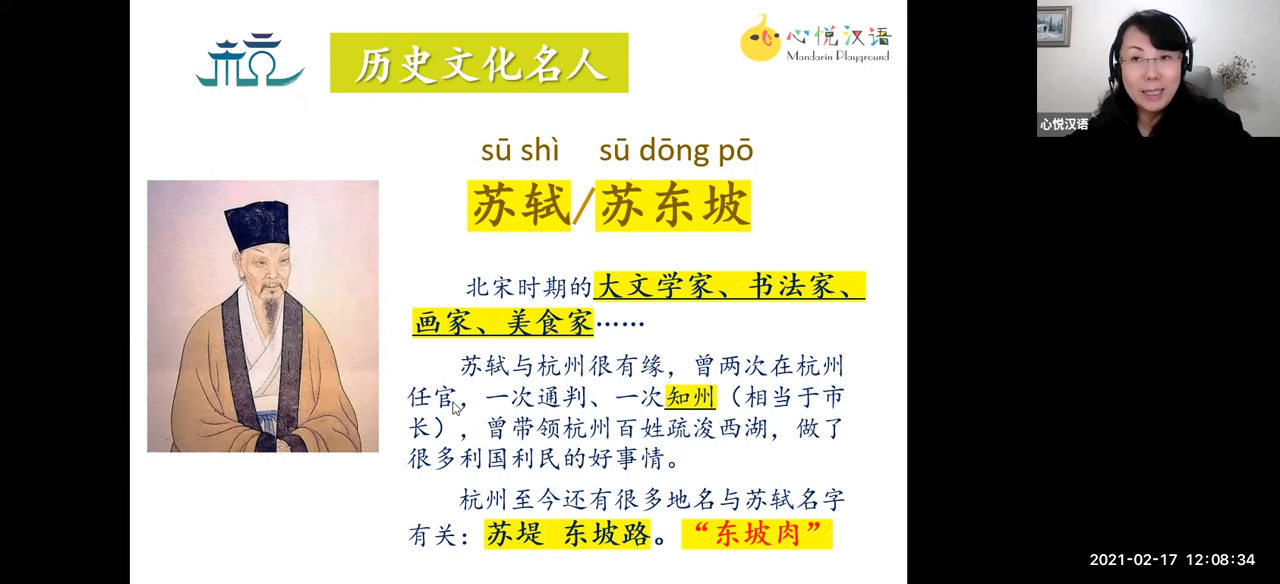 杭
历史文化名人
心悦汉语
Mandarin Playground
心悦汉语
sū shì sū dōng pō
苏轼/苏东坡
北宋时期的大文学家、书法家、
画家、美食家……
苏轼与杭州很有缘，曾两次在杭州
任官，一次通判、一次知州（相当于市
长），曾带领杭州百姓疏浚西湖，做了
很多利国利民的好事情。
杭州至今还有很多地名与苏轼名字
有关：苏堤 东坡路。“东坡肉”
2021-02-17 12:08:34